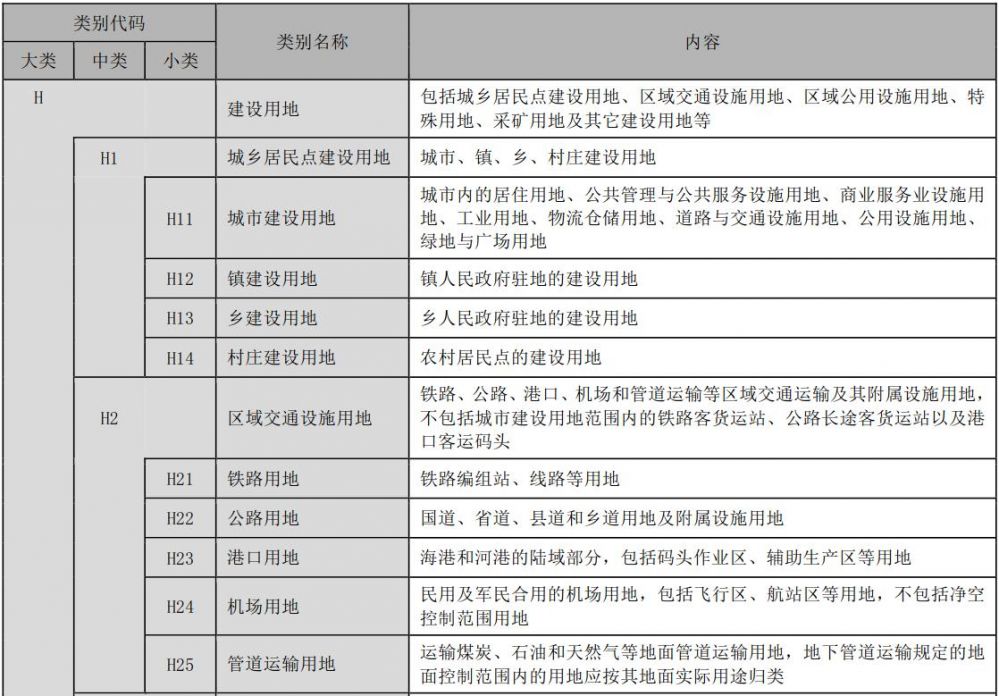 类别代码 类别名称 内容
大类 中类 小类
H 建设用地 包括城乡居民点建设用地、区域交通设施用地、区域公用设施用地、特
殊用地、采矿用地及其它建设用地等
H1 城乡居民点建设用地 城市、镇、乡、村庄建设用地
H11 城市建设用地 城市内的居住用地、公共管理与公共服务设施用地、商业服务业设施用
地、工业用地、物流仓储用地、道路与交通设施用地、公用设施用地、
绿地与广场用地
H12 镇建设用地 镇人民政府驻地的建设用地
H13 乡建设用地 乡人民政府驻地的建设用地
H14 村庄建设用地 农村居民点的建设用地
H2 区域交通设施用地 铁路、公路、港口、机场和管道运输等区域交通运输及其附属设施用地，
不包括城市建设用地范围内的铁路客货运站、公路长途客货运站以及港
口客运码头
H21 铁路用地 铁路编组站、线路等用地
H22 公路用地 国道、省道、县道和乡道用地及附属设施用地
H23 港口用地 海港和河港的陆域部分，包括码头作业区、辅助生产区等用地
H24 机场用地 民用及军民合用的机场用地，包括飞行区、航站区等用地，不包括净空
控制范围用地
H25 管道运输用地 运输煤炭、石油和天然气等地面管道运输用地，地下管道运输规定的地
面控制范围内的用地应按其地面实际用途归类